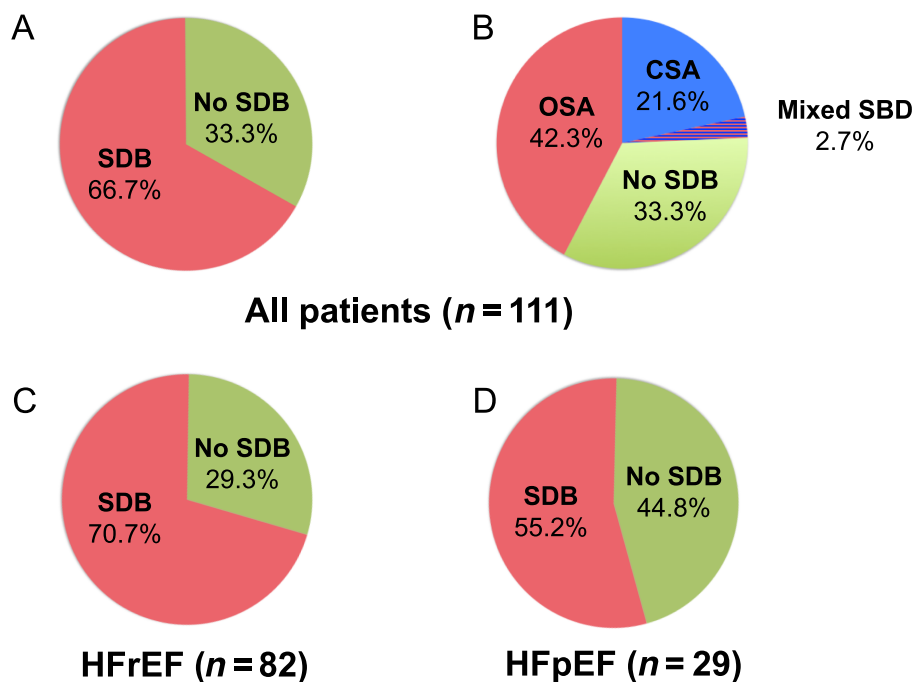 A
No SDB
33.3%
SDB
66.7%
B
CSA
21.6%
OSA
42.3%
Mixed SBD
2.7%
No SDB
33.3%
All patients (n = 111)
C
No SDB
29.3%
SDB
70.7%
HFrEF (n = 82)
D
SDB
55.2%
No SDB
44.8%
HFpEF (n = 29)